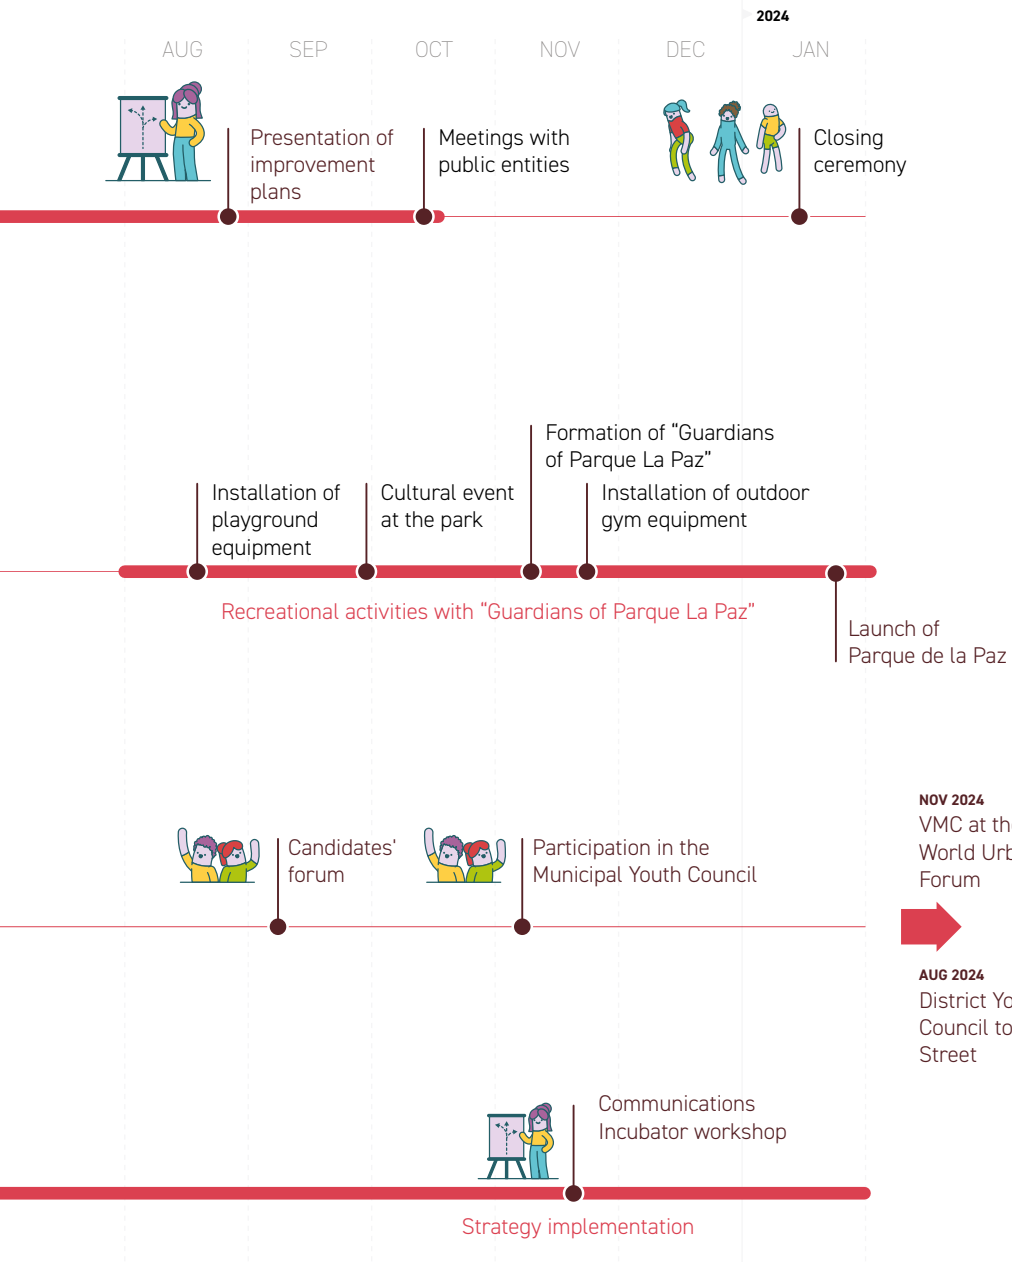 2024
AUG SEP OCT NOV DEC JAN
Presentation of
improvement
plans
Meetings with
public entities
Closing
ceremony
Formation of “Guardians
of Parque La Paz”
Installation of
playground
equipment
Cultural event
at the park
Installation of outdoor
gym equipment
Recreational activities with “Guardians of Parque La Paz”
Launch of
Parque de la Paz
Candidates'
forum
Participation in the
Municipal Youth Council
NOV 2024
VMC at
World
Forum
AUG 2024
District
Council to
Street
Communications
Incubator workshop
Strategy implementation